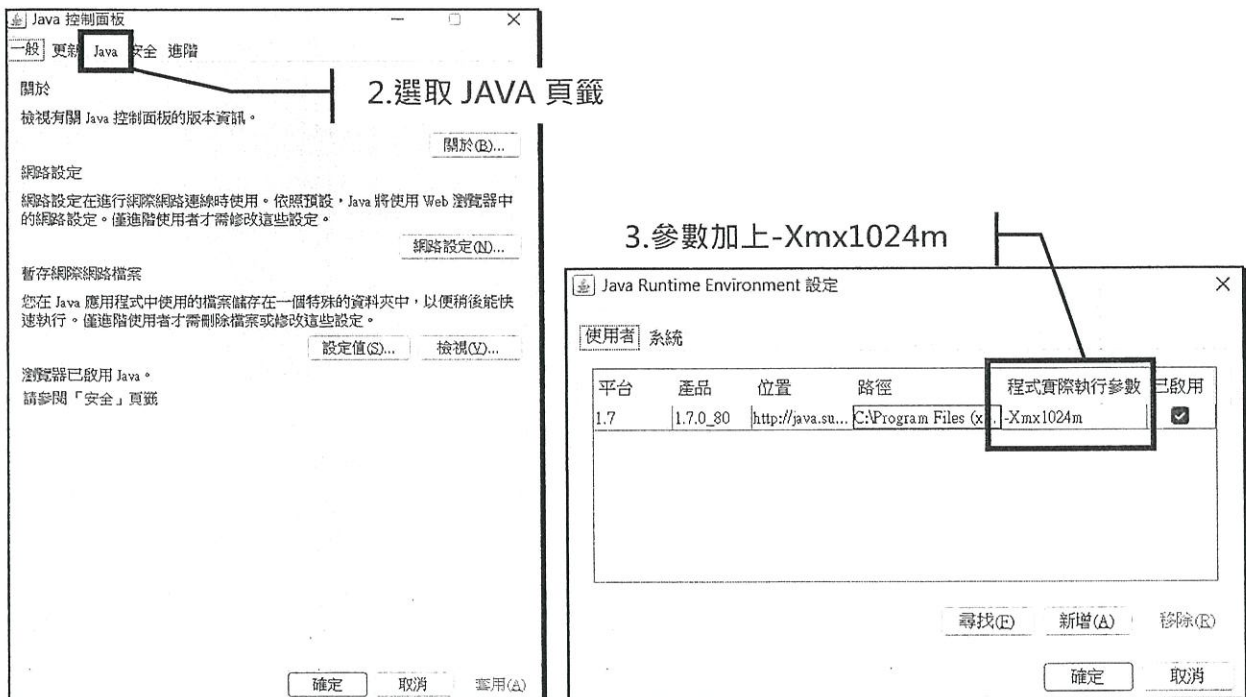 Java 控制面板
一般 更新 Java 安全 進階
2.選取 JAVA 頁籤
關於
檢視有關 Java 控制面板的版本資訊。
關於(B)...
網路設定
網路設定在進行網際網路連線時使用。依照預設,Java 將使用 Web 瀏覽器中
的網路設定。僅進階使用者才需修改這些設定。
網路設定(N)...
暫存網際網路檔案
您在 Java 應用程式中使用的檔案儲存在一個特殊的資料夾中,以便稍後能快
速執行。僅進階使用者才需刪除檔案或修改這些設定。
設定值(S)... 檢視(V)...
瀏覽器已啟用 Java。
請參閱「安全」頁籤
確定 取消 套用(A)
3.參數加上-Xmx1024m
Java Runtime Environment 設定
使用者 系統
平台 產品 位置 路徑 程式實際執行參數 已啟用
1.7 1.7.0_80 http://java.su... C:\Program Files (x... -Xmx1024m
尋找(F) 新增(A) 移除(R)
確定 取消